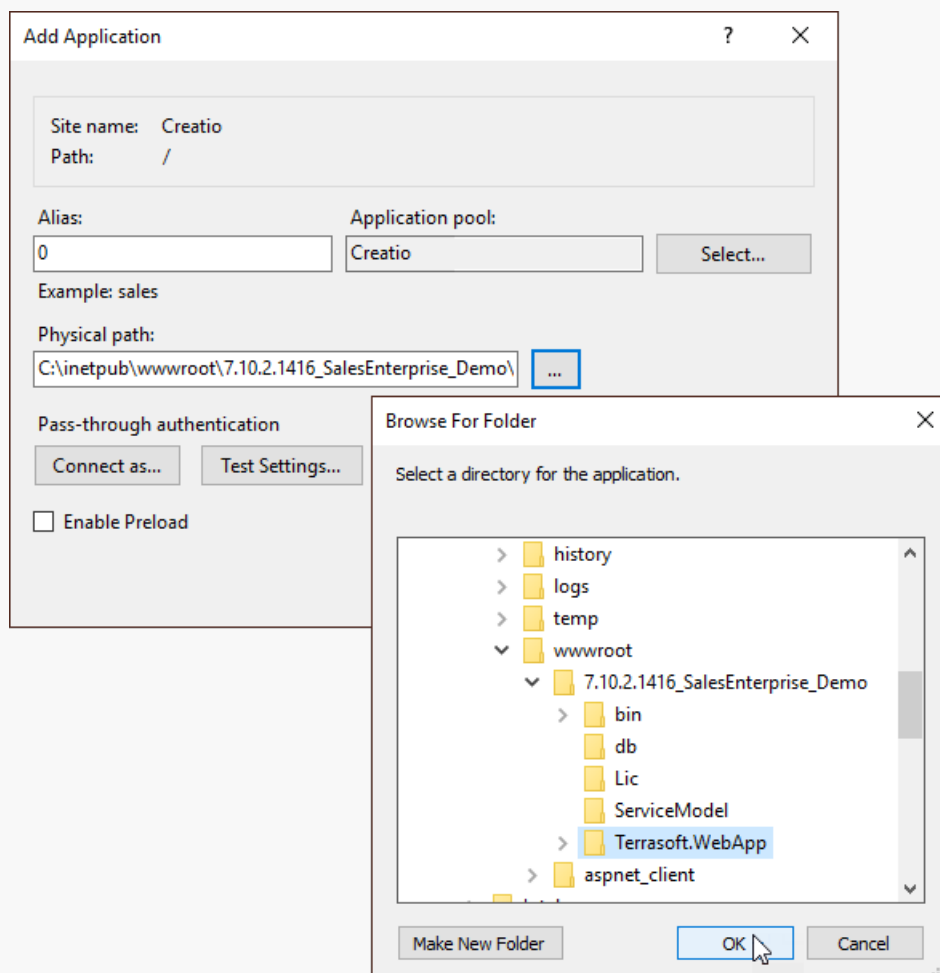 Add Application
?
Site name: Creatio
Path: /
Alias:
Application pool:
0
Creatio
Select...
Example: sales
Physical path:
C:\inetpub\wwwroot\7.10.2.1416_SalesEnterprise_Demo\
...
Pass-through authentication
Connect as...
Test Settings...
Enable Preload
Browse For Folder
Select a directory for the application.
history
logs
temp
wwwroot
7.10.2.1416_SalesEnterprise_Demo
bin
db
Lic
ServiceModel
Terrasoft.WebApp
aspnet_client
Make New Folder
OK
Cancel